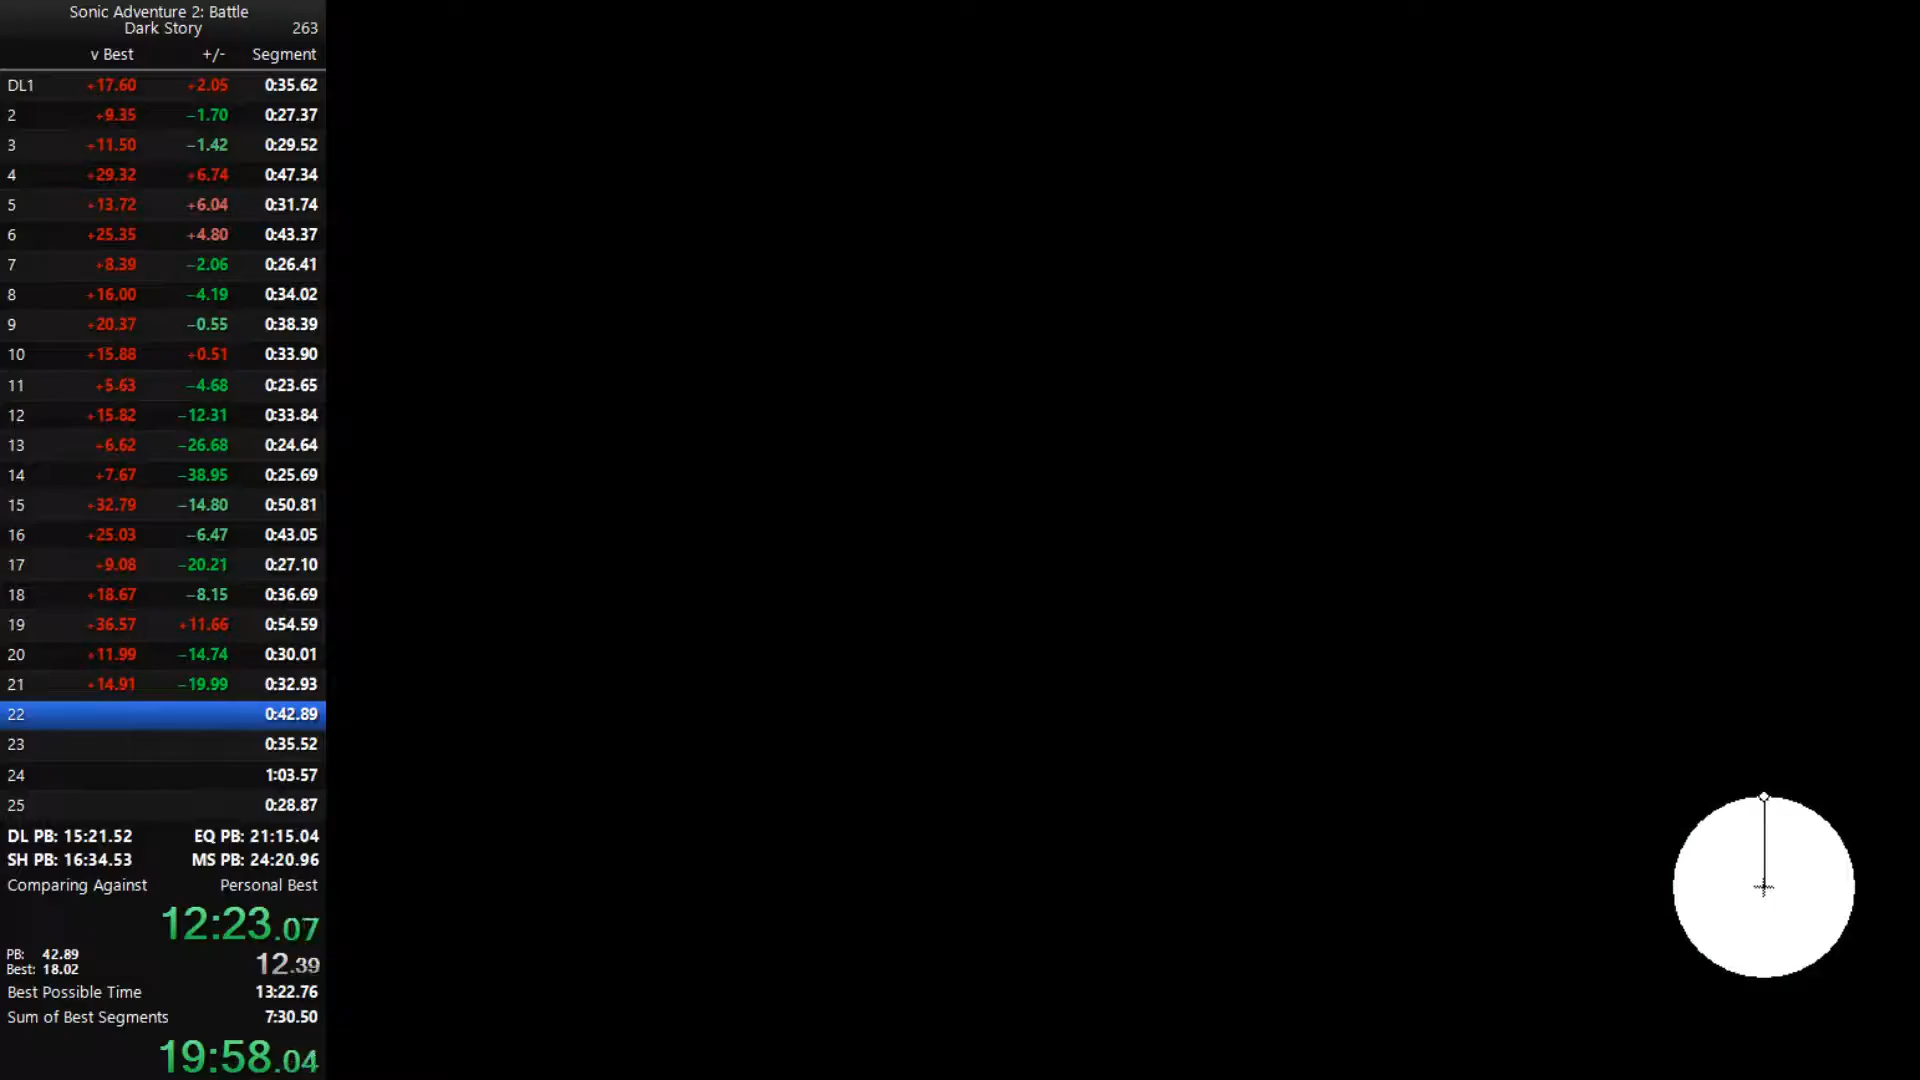 Sonic Adventure 2: Battle
Dark Story 263
v Best +/- Segment
DL1 +17.60 +2.05 0:35.62
2 +9.35 −1.70 0:27.37
3 +11.50 −1.42 0:29.52
4 +29.32 +6.74 0:47.34
5 +13.72 +6.04 0:31.74
6 +25.35 +4.80 0:43.37
7 +8.39 −2.06 0:26.41
8 +16.00 −4.19 0:34.02
9 +20.37 −0.55 0:38.39
10 +15.88 +0.51 0:33.90
11 +5.63 −4.68 0:23.65
12 +15.82 −12.31 0:33.84
13 +6.62 −26.68 0:24.64
14 +7.67 −38.95 0:25.69
15 +32.79 −14.80 0:50.81
16 +25.03 −6.47 0:43.05
17 +9.08 −20.21 0:27.10
18 +18.67 −8.15 0:36.69
19 +36.57 +11.66 0:54.59
20 +11.99 −14.74 0:30.01
21 +14.91 −19.99 0:32.93
22 0:42.89
23 0:35.52
24 1:03.57
25 0:28.87
DL PB: 15:21.52 EQ PB: 21:15.04
SH PB: 16:34.53 MS PB: 24:20.96
Comparing Against Personal Best
12:23.07
PB: 42.89
Best: 18.02
12.39
Best Possible Time 13:22.76
Sum of Best Segments 7:30.50
19:58.04